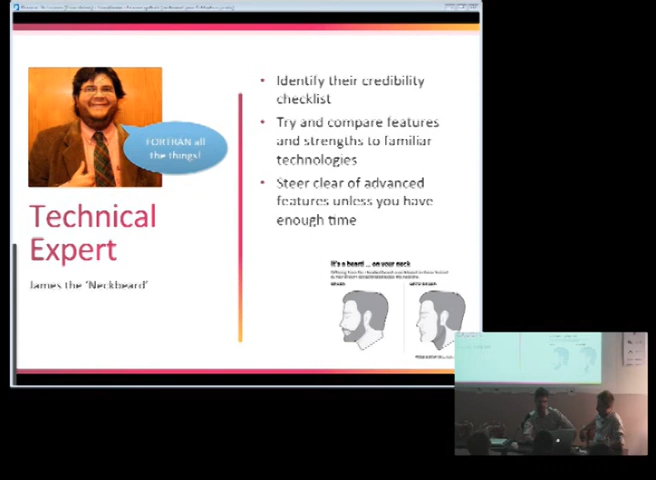 FORTRAN all
the things!
Technical
Expert
James the 'Neckbeard'
• Identify their credibility
checklist
• Try and compare features
and strengths to familiar
technologies
• Steer clear of advanced
features unless you have
enough time
It's a beard! ... on your neck